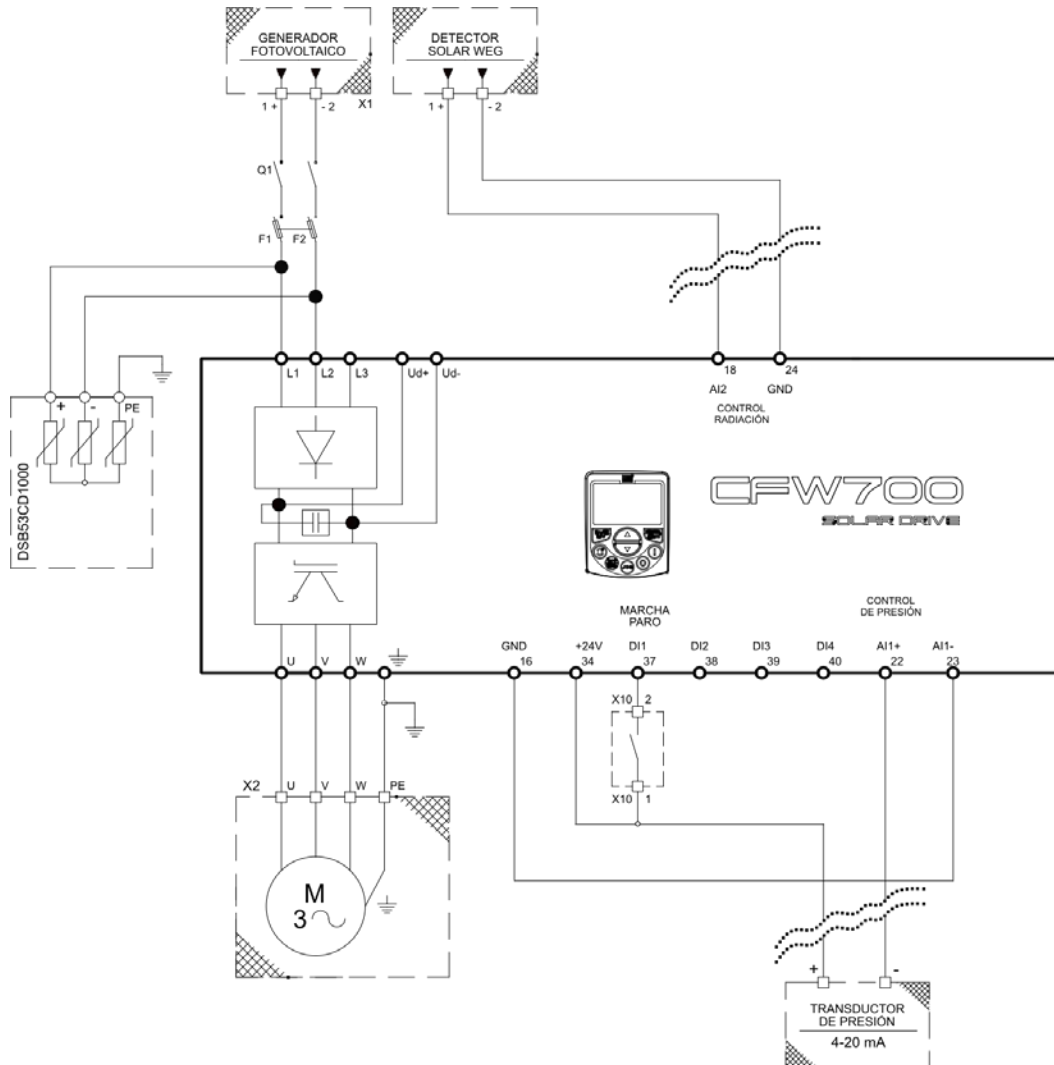 GENERADOR
FOTOVOLTAICO
DETECTOR
SOLAR WEG
1 +
- 2
X1
1 +
- 2
Q1
F1
F2
L1
L2
L3
Ud+
Ud-
18
24
AI2
GND
CONTROL
RADIACIÓN
+
-
PE
DSB53CD1000
CFW700
SOLAR DRIVE
MARCHA
PARO
CONTROL
DE PRESIÓN
GND
+24V
DI1
DI2
DI3
DI4
AI1+
AI1-
16
34
37
38
39
40
22
23
U
V
W
X10
2
X10
1
X2
U
V
W
PE
M
3
+
-
TRANSDUCTOR
DE PRESIÓN
4-20 mA